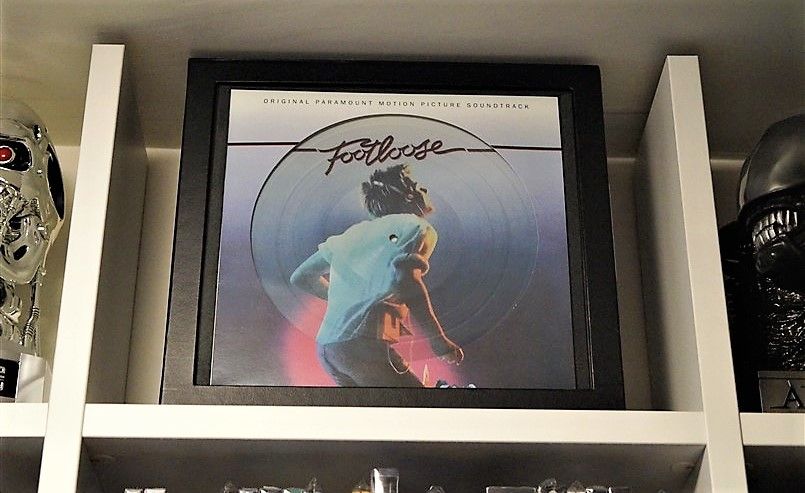 ORIGINAL PARAMOUNT MOTION PICTURE SOUNDTRACK
Footloose
A